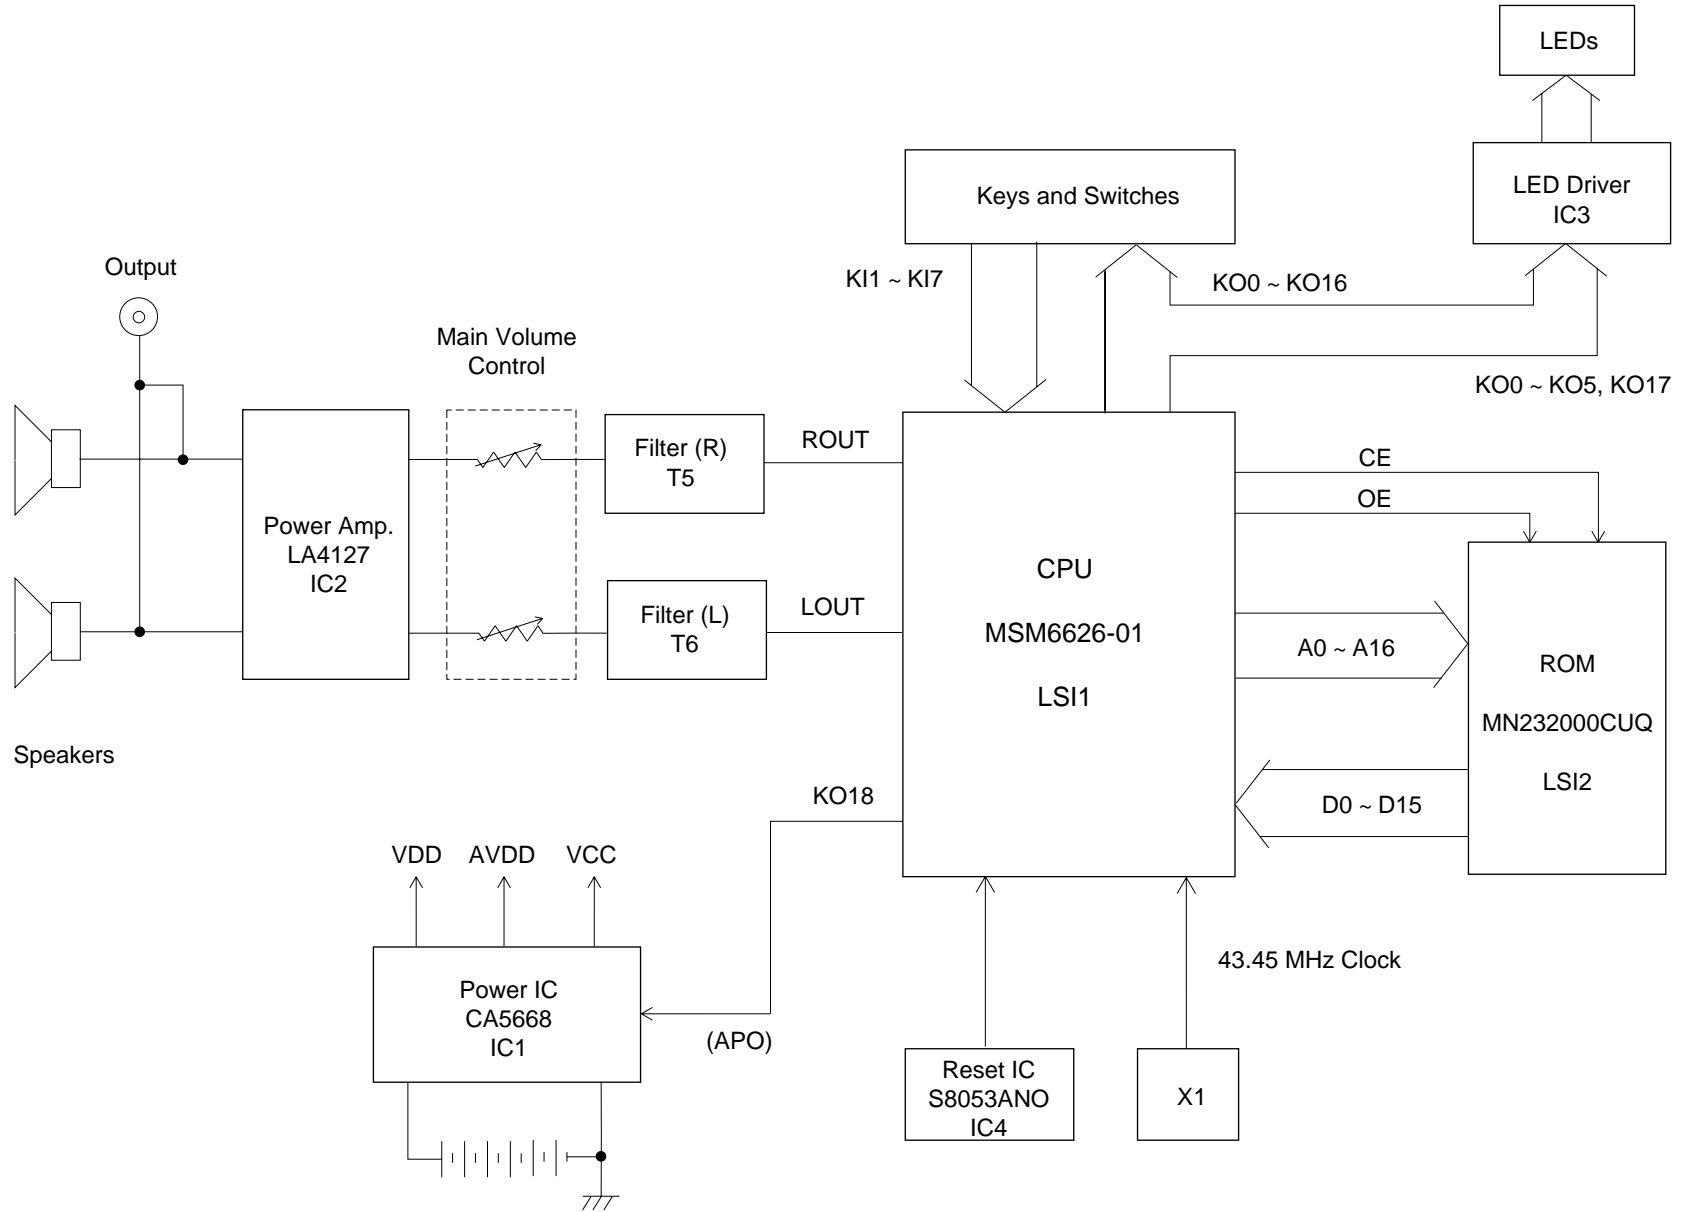 LEDs
LED Driver
IC3
Keys and Switches
KI1 ~ KI7
KO0 ~ KO16
KO0 ~ KO5, KO17
Output
Main Volume
Control
Speakers
Power Amp.
LA4127
IC2
Filter (R)
T5
ROUT
Filter (L)
T6
LOUT
CPU
MSM6626-01
LSI1
CE
OE
A0 ~ A16
D0 ~ D15
ROM
MN232000CUQ
LSI2
KO18
(APO)
VDD
AVDD
VCC
Power IC
CA5668
IC1
Reset IC
S8053ANO
IC4
X1
43.45 MHz Clock